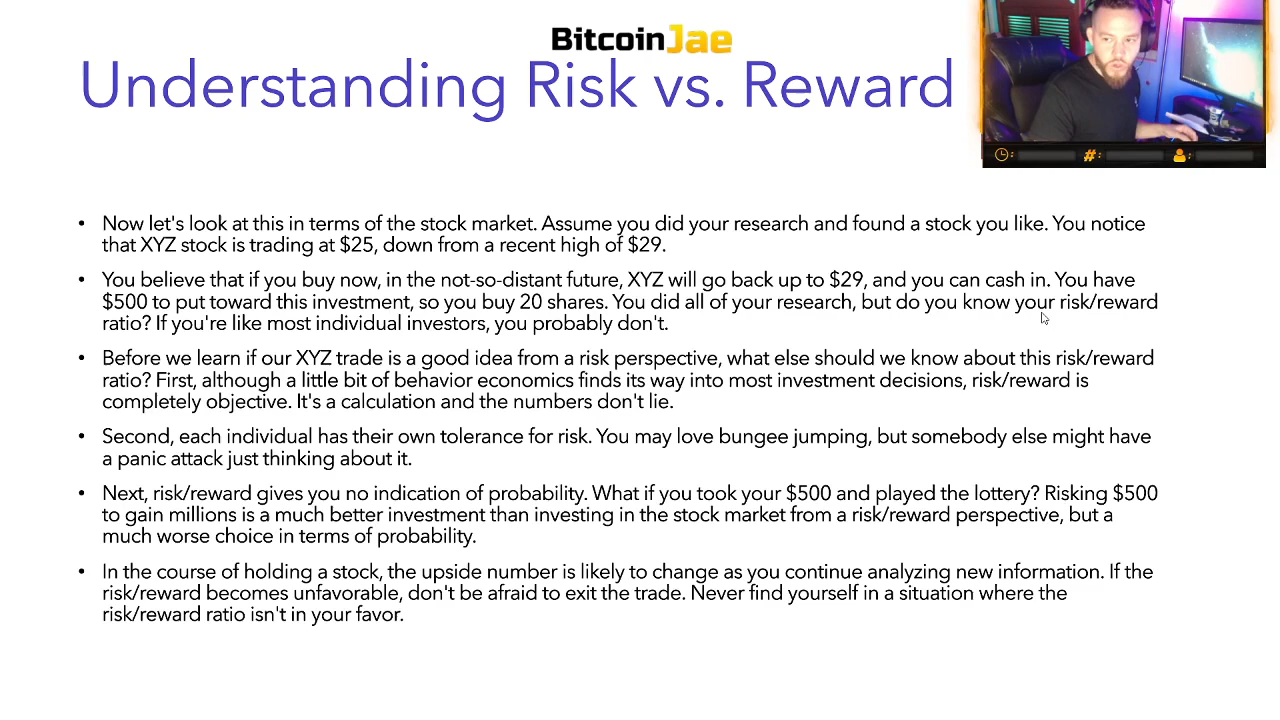 BitcoinJae
Understanding Risk vs. Reward
#:
• Now let's look at this in terms of the stock market. Assume you did your research and found a stock you like. You notice
that XYZ stock is trading at $25, down from a recent high of $29.
• You believe that if you buy now, in the not-so-distant future, XYZ will go back up to $29, and you can cash in. You have
$500 to put toward this investment, so you buy 20 shares. You did all of your research, but do you know your risk/reward
ratio? If you're like most individual investors, you probably don't.
• Before we learn if our XYZ trade is a good idea from a risk perspective, what else should we know about this risk/reward
ratio? First, although a little bit of behavior economics finds its way into most investment decisions, risk/reward is
completely objective. It's a calculation and the numbers don't lie.
• Second, each individual has their own tolerance for risk. You may love bungee jumping, but somebody else might have
a panic attack just thinking about it.
• Next, risk/reward gives you no indication of probability. What if you took your $500 and played the lottery? Risking $500
to gain millions is a much better investment than investing in the stock market from a risk/reward perspective, but a
much worse choice in terms of probability.
• In the course of holding a stock, the upside number is likely to change as you continue analyzing new information. If the
risk/reward becomes unfavorable, don't be afraid to exit the trade. Never find yourself in a situation where the
risk/reward ratio isn't in your favor.